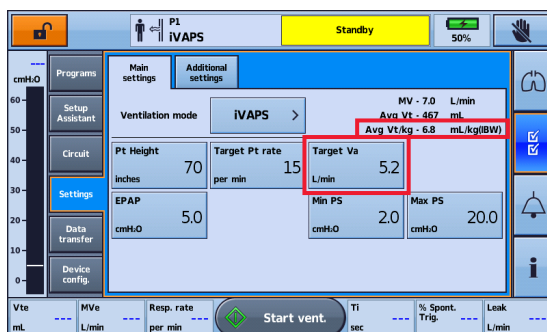 P1
iVAPS
Standby
50%
---
cmH₂O
60
50
40
30
20
10
0
Programs
Setup
Assistant
Circuit
Settings
Data
transfer
Device
config.
Main
settings
Additional
settings
Ventilation mode
iVAPS >
MV - 7.0 L/min
Avg Vt - 467 mL
Avg Vt/kg - 6.8 mL/kg(IBW)
Pt Height
70
inches
Target Pt rate
15
per min
Target Va
5.2
L/min
EPAP
5.0
cmH₂O
Min PS
2.0
cmH₂O
Max PS
20.0
cmH₂O
i
Vte
---
mL
MVe
---
L/min
Resp. rate
---
per min
Start vent.
Ti
---
sec
% Spont.
Trig.
---
Leak
---
L/min